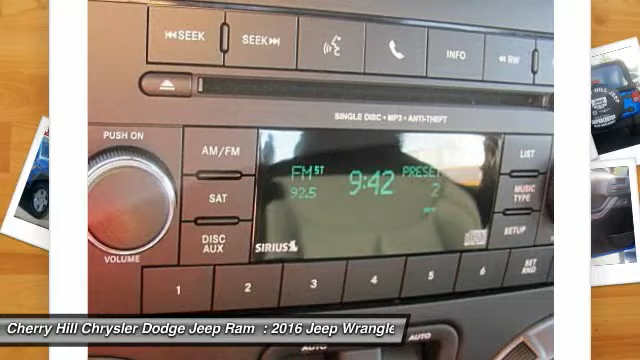 ⏮SEEK SEEK⏭ INFO ◂◂RW
SINGLE DISC • MP3 • ANTI-THEFT
PUSH ON
VOLUME
AM/FM
SAT
DISC
AUX
FM ST
92.5
9:42
PRESET
2
SIRIUS
LIST
MUSIC
TYPE
SETUP
SET
RND
1 2 3 4 5 6
AUTO AUTO
Cherry Hill Chrysler Dodge Jeep Ram : 2016 Jeep Wrangle